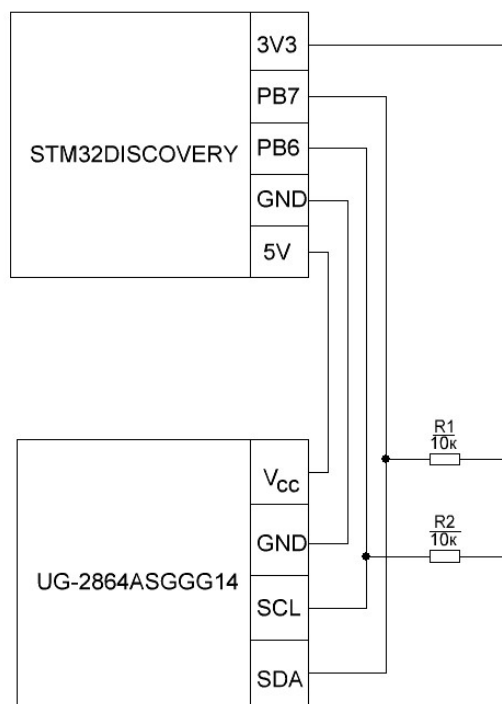 3V3
PB7
STM32DISCOVERY
PB6
GND
5V
R1
10к
VCC
R2
10к
GND
UG-2864ASGGG14
SCL
SDA